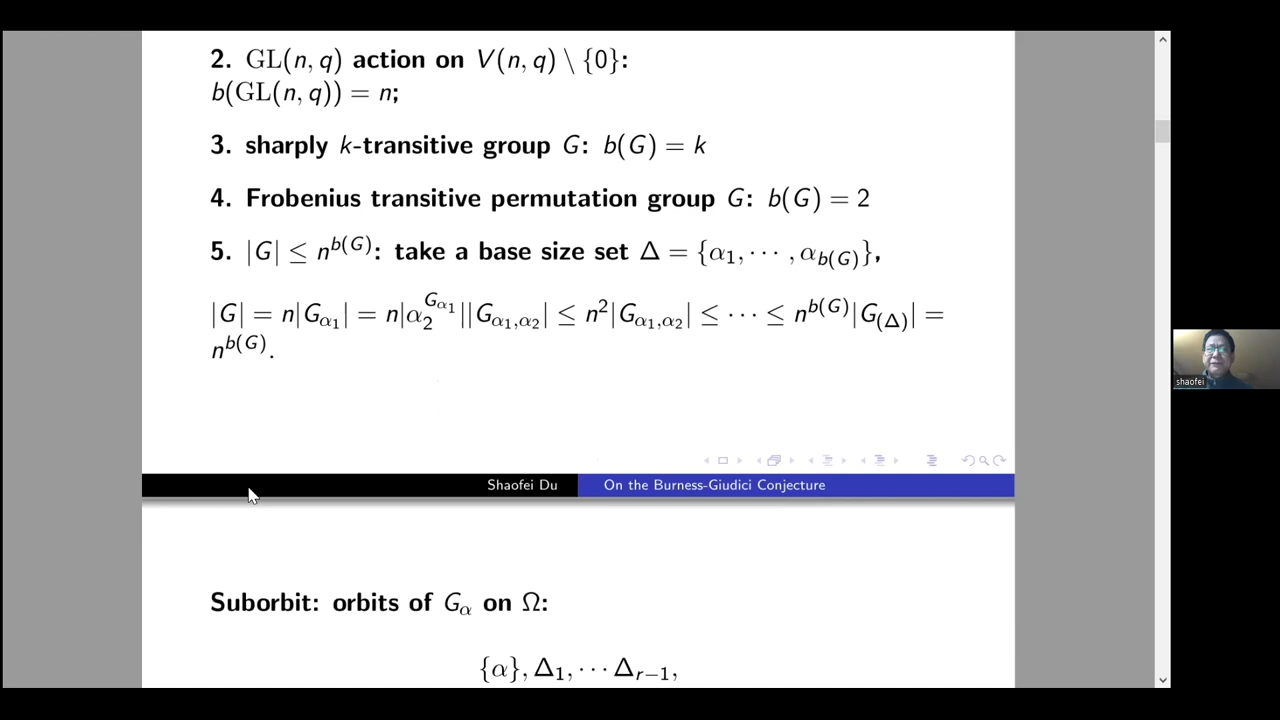 2. GL(n, q) action on V(n, q) \ {0}:
b(GL(n, q)) = n;
3. sharply k-transitive group G: b(G) = k
4. Frobenius transitive permutation group G: b(G) = 2
5. |G| ≤ n^{b(G)}: take a base size set Δ = {α_1, ⋯ , α_{b(G)}},
|G| = n|G_{α_1}| = n|α_2^{G_{α_1}}||G_{α_1,α_2}| ≤ n^2|G_{α_1,α_2}| ≤ ⋯ ≤ n^{b(G)}|G_{(Δ)}| =
n^{b(G)}.
shaofei
Shaofei Du
On the Burness-Giudici Conjecture
Suborbit: orbits of G_α on Ω:
{α}, Δ_1, ⋯ Δ_{r−1},